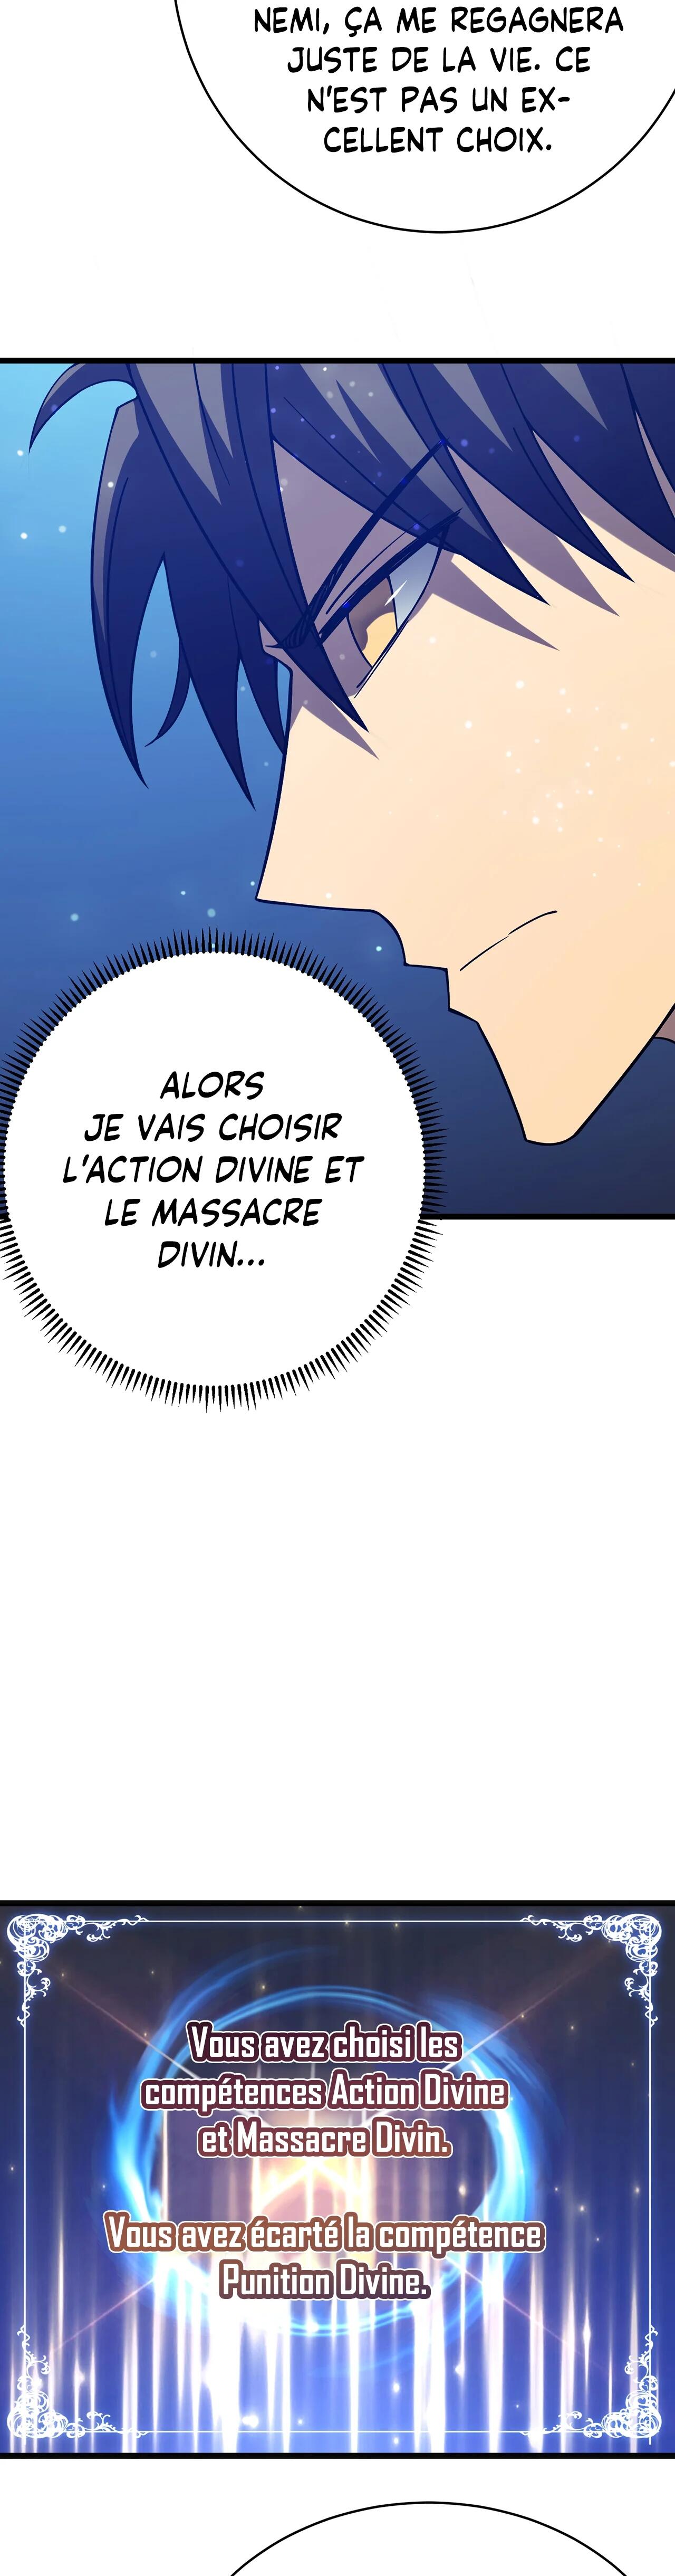 NEMI, ÇA ME REGAGNERA
JUSTE DE LA VIE. CE
N'EST PAS UN EX-
CELLENT CHOIX.
ALORS
JE VAIS CHOISIR
L'ACTION DIVINE ET
LE MASSACRE
DIVIN...
Vous avez choisi les
compétences Action Divine
et Massacre Divin.
Vous avez écarté la compétence
Punition Divine.